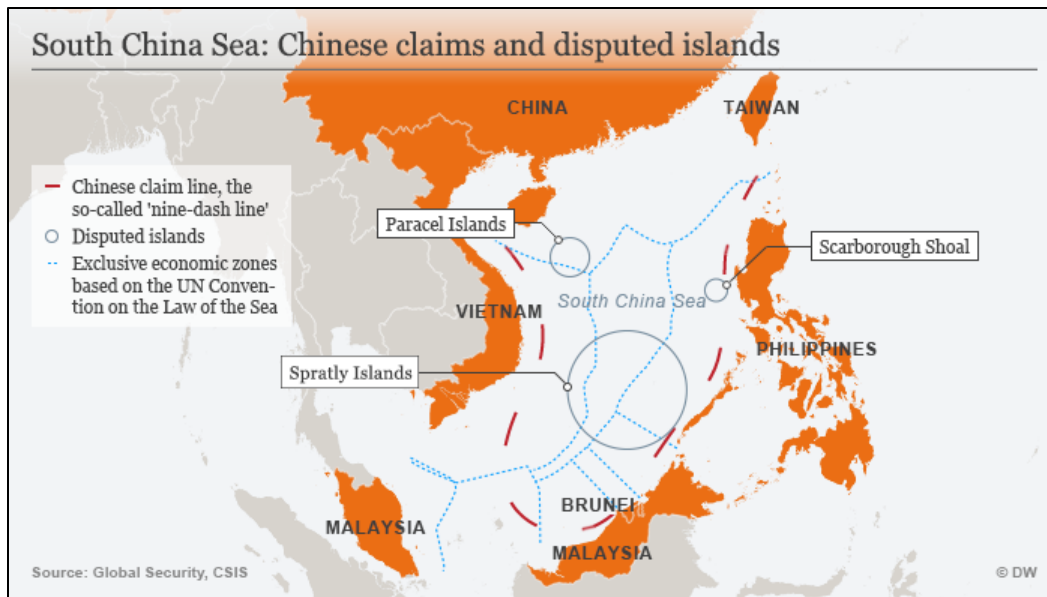 South China Sea: Chinese claims and disputed islands
CHINA
TAIWAN
Chinese claim line, the
so-called 'nine-dash line'
Disputed islands
Exclusive economic zones
based on the UN Conven-
tion on the Law of the Sea
Paracel Islands
Scarborough Shoal
South China Sea
VIETNAM
PHILIPPINES
Spratly Islands
BRUNEI
MALAYSIA
MALAYSIA
Source: Global Security, CSIS
© DW